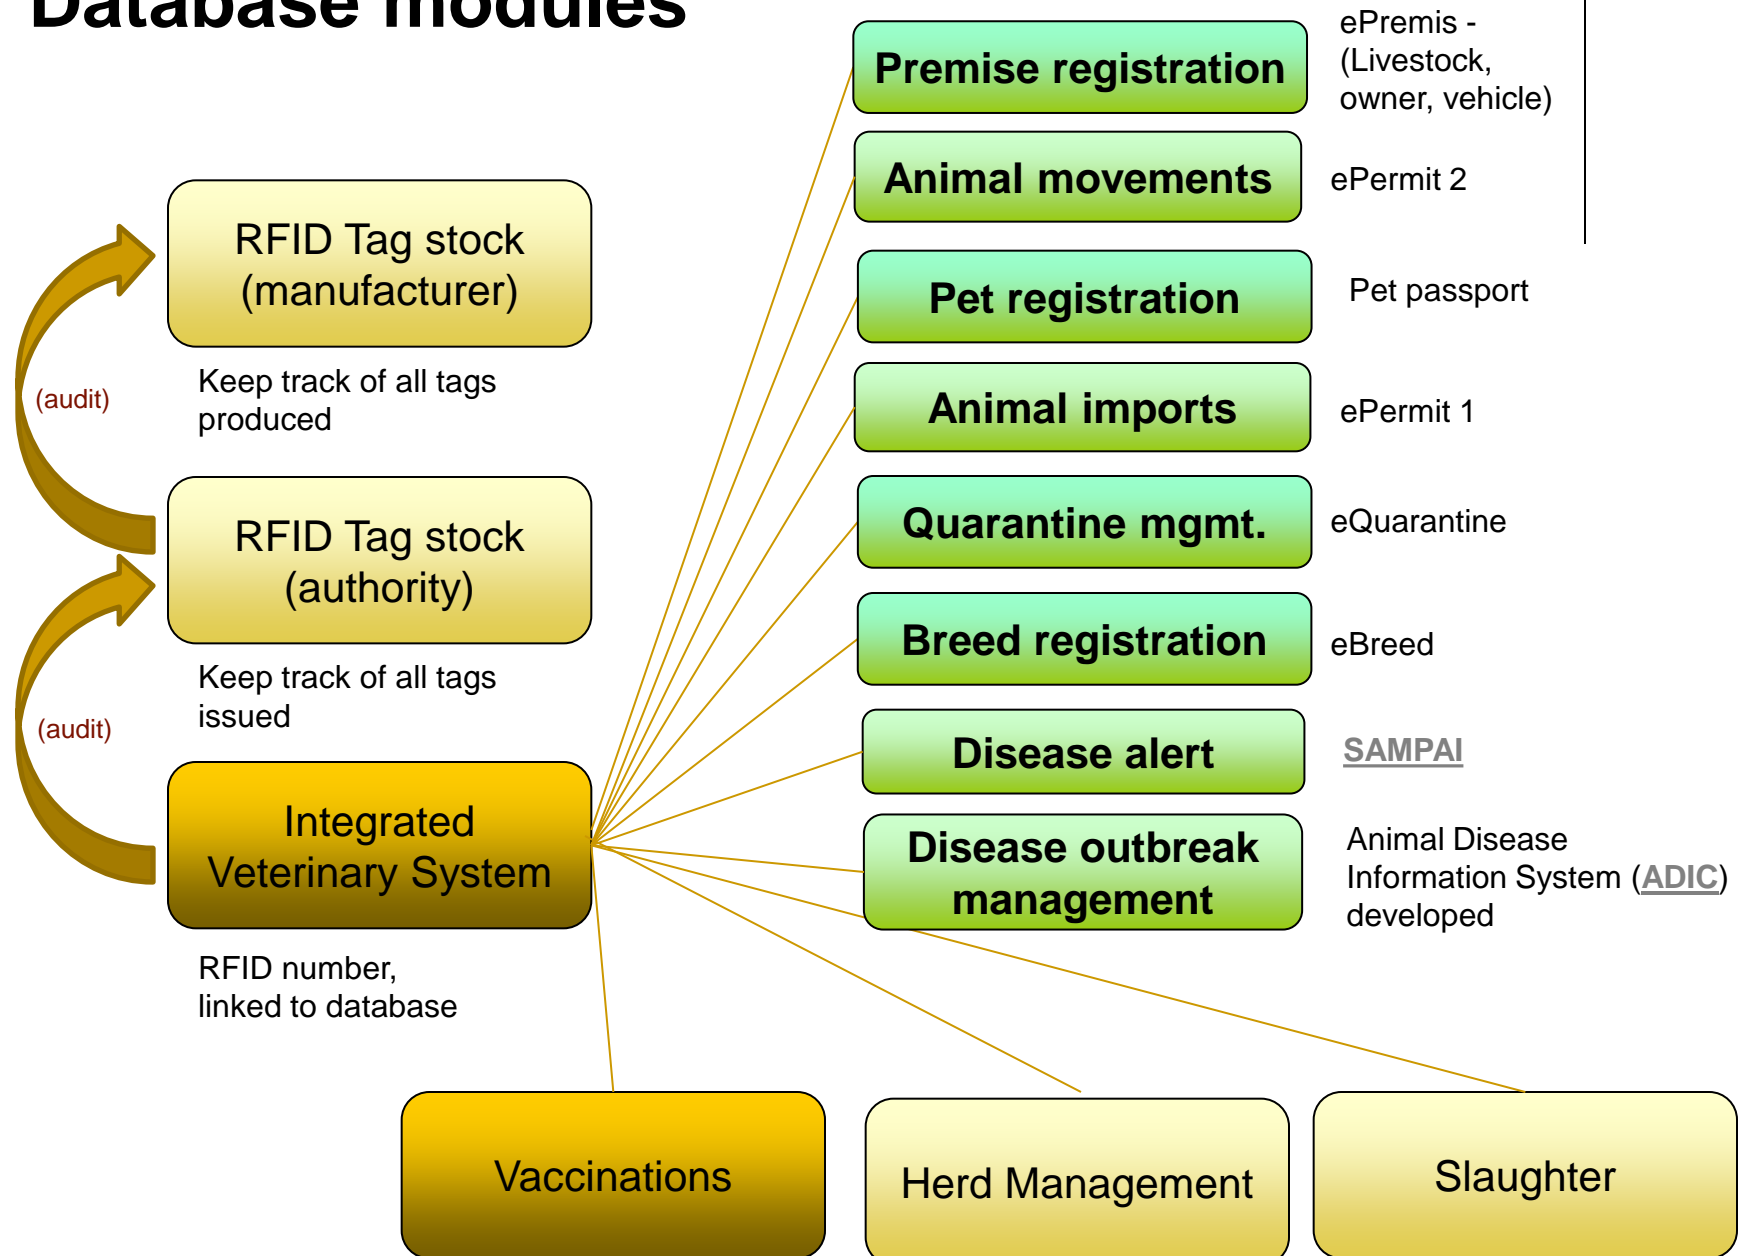 Database modules
RFID Tag stock
(manufacturer)
Keep track of all tags
produced
(audit)
RFID Tag stock
(authority)
Keep track of all tags
issued
(audit)
Integrated
Veterinary System
RFID number,
linked to database
Premise registration
ePremis -
(Livestock,
owner, vehicle)
Animal movements
ePermit 2
Pet registration
Pet passport
Animal imports
ePermit 1
Quarantine mgmt.
eQuarantine
Breed registration
eBreed
Disease alert
SAMPAI
Disease outbreak
management
Animal Disease
Information System (ADIC)
developed
Vaccinations
Herd Management
Slaughter